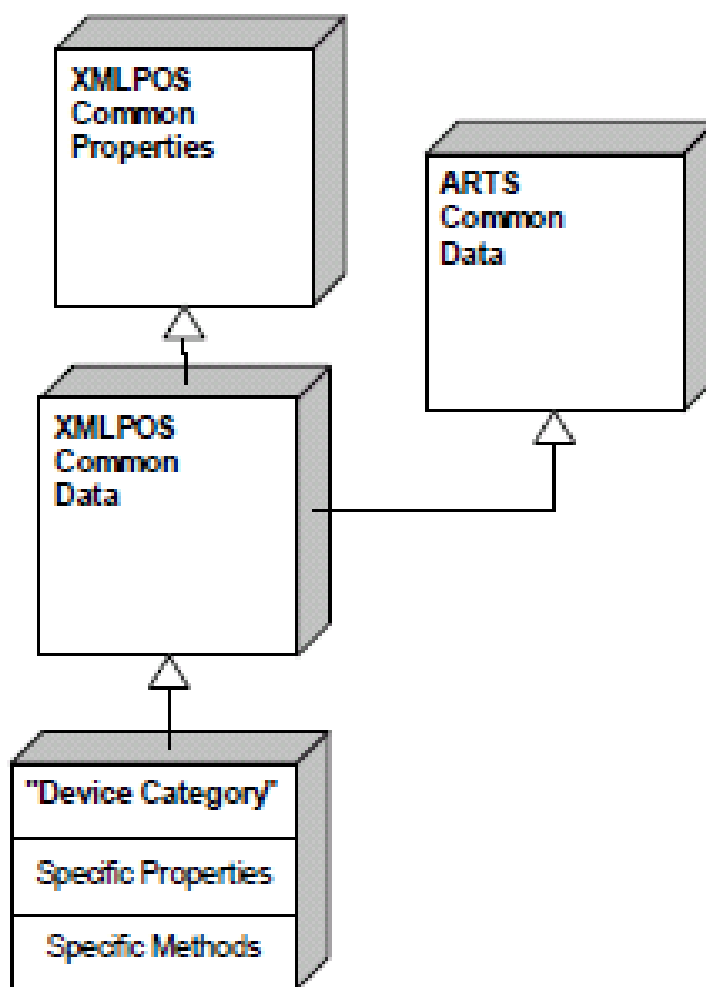 XMLPOS
Common
Properties
ARTS
Common
Data
XMLPOS
Common
Data
"Device Category"
Specific Properties
Specific Methods